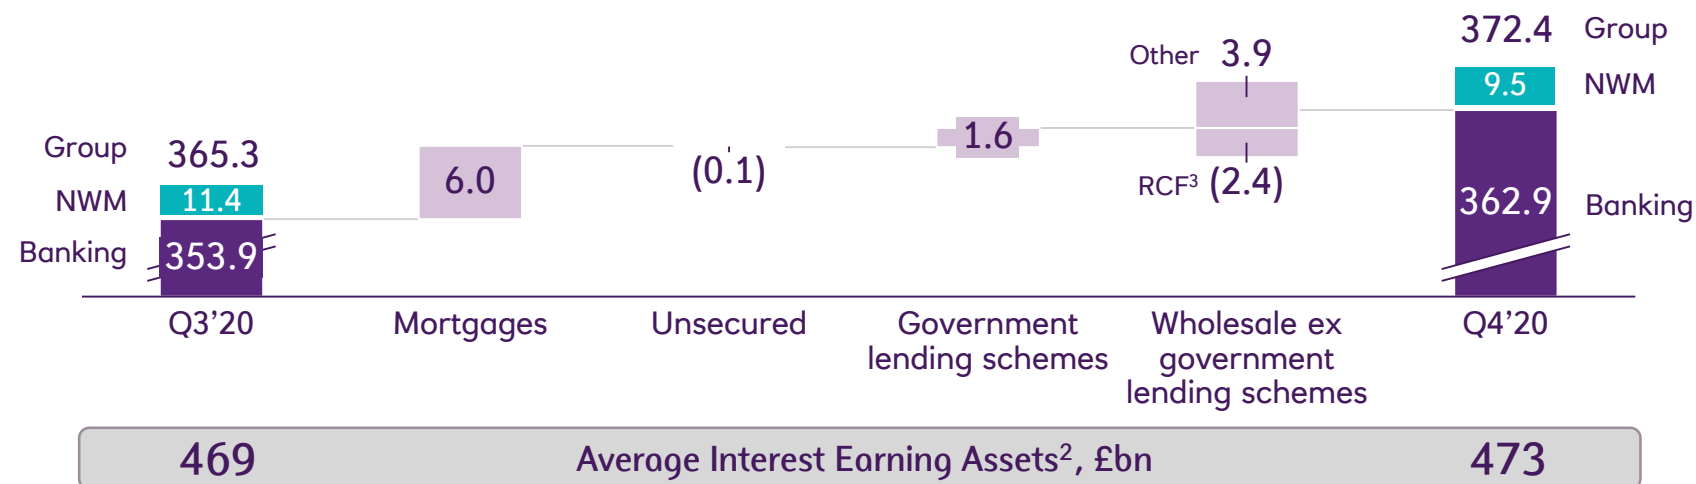 Group 365.3
NWM 11.4
Banking 353.9
6.0
(0.1)
1.6
Other 3.9
RCF³ (2.4)
372.4 Group
9.5 NWM
362.9 Banking
Q3’20
Mortgages
Unsecured
Government
lending schemes
Wholesale ex
government
lending schemes
Q4’20
469 Average Interest Earning Assets², £bn 473